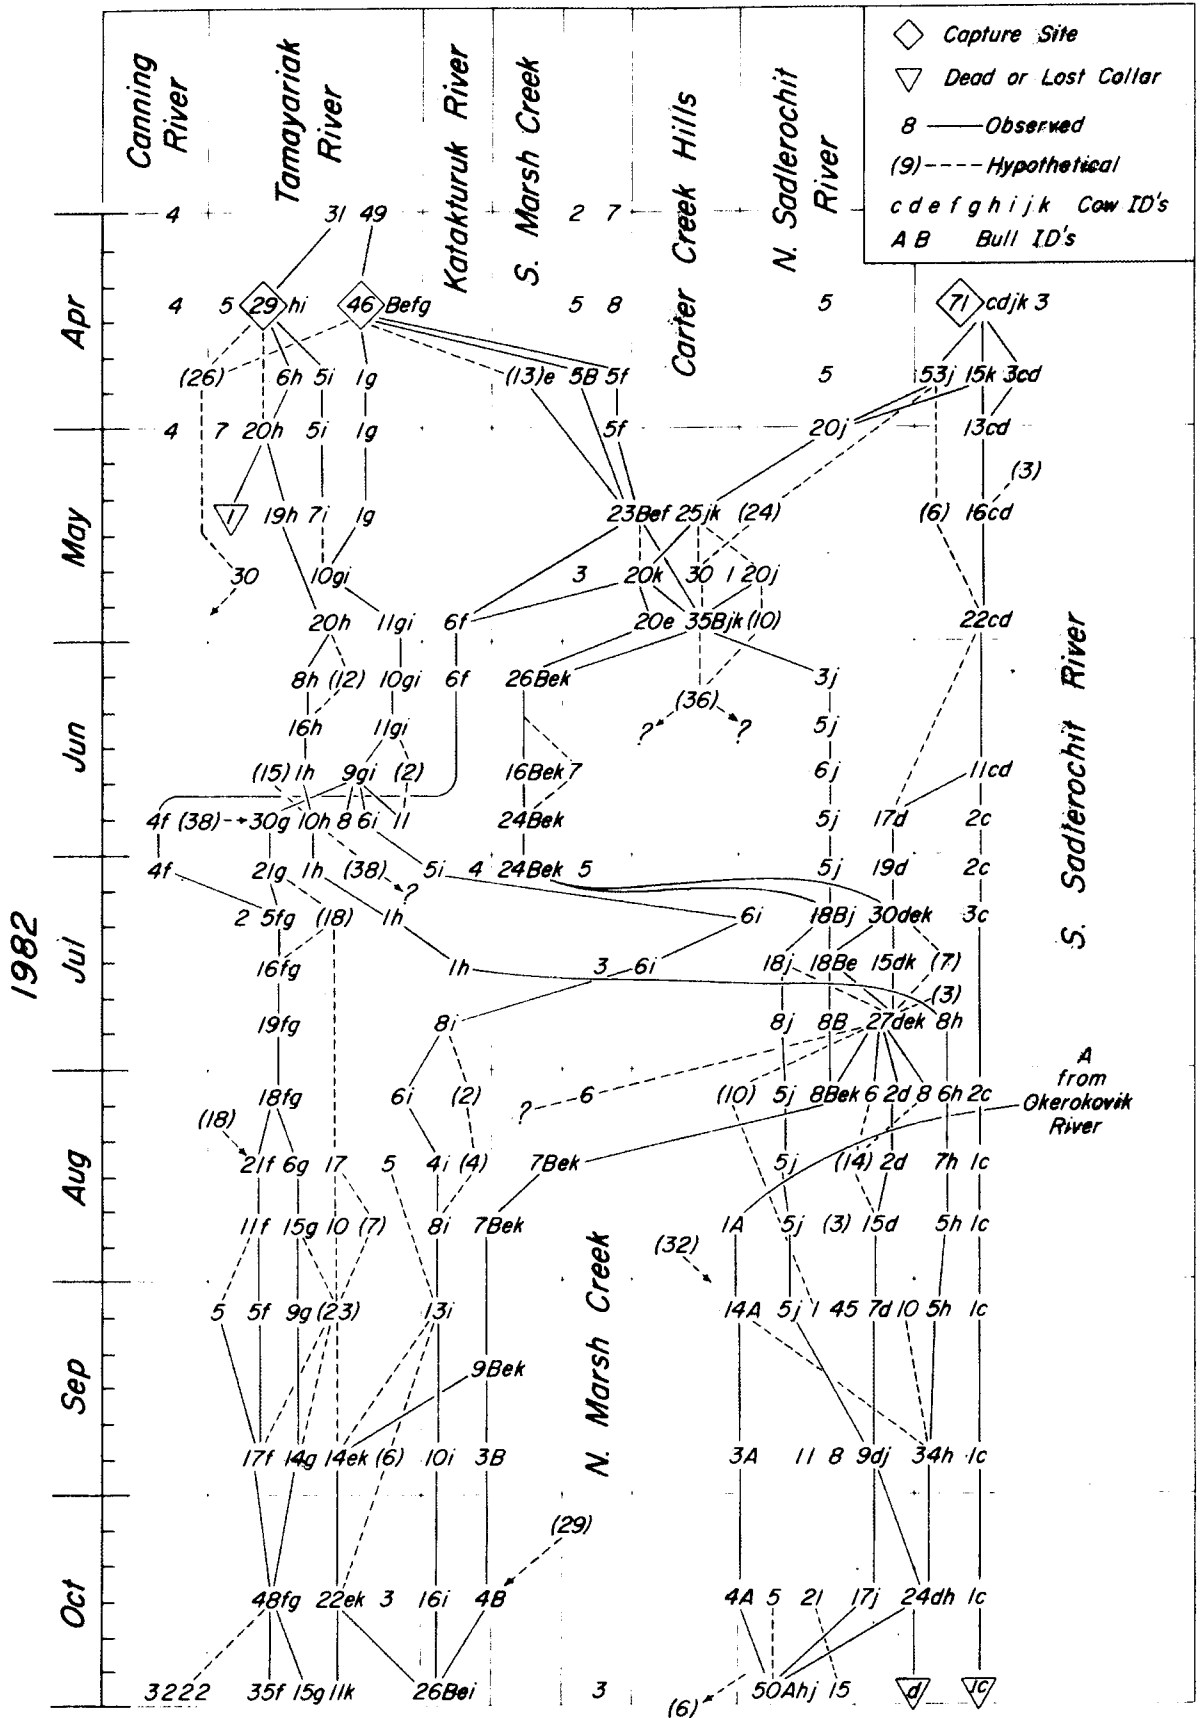 Capture Site
Dead or Lost Collar
8 —— Observed
(9) ---- Hypothetical
c d e f g h i j k Cow ID's
A B Bull ID's
Canning River
Tamayariak River
Katakturuk River
S. Marsh Creek
Carter Creek Hills
N. Sadlerochit River
S. Sadlerochit River
N. Marsh Creek
1982
4 31 49 2 7
Apr
4 5 29 hi 46 Befg 5 8 5 71 cdjk 3
(26) 6h 5i 1g (13)e 5B 5f 5 53j 15k 3cd
4 7 20h 5i 1g 5f 20j 13cd
(3)
May
1 19h 7i 1g 23Bef 25jk (24) (6) 16cd
30 10gi 3 20k 30 1 20j
20h 11gi 6f 20e 35Bjk (10) 22cd
8h (12) 10gi 6f 26Bek 3j
(36)
Jun
16h 11gi ? ? 5j
(15) 1h 9gi (2) 16Bek 7 6j 11cd
4f (38) 30g 10h 8 6i 11 24Bek 5j 17d 2c
4f 21g 1h (38) 5i 4 24Bek 5 5j 19d 2c
?
2 5fg (18) 1h 6i 18Bj 30dek 3c
Jul
16fg 1h 3 6i 18j 18Be 15dk (7)
(3)
19fg 8i 8j 8B 27dek 8h
A
from
Okerokovik
River
18fg 6i (2) ? 6 (10) 5j 8Bek 6 2d 8 6h 2c
(18)
Aug
21f 6g 17 5 4i (4) 7Bek 5j (14) 2d 7h 1c
11f 15g 10 (7) 8i 7Bek 1A 5j (3) 15d 5h 1c
(32)
5 5f 9g (23) 13i 14A 5j 1 45 7d 10 5h 1c
Sep
9Bek
17f 14g 14ek (6) 10i 3B 3A 11 8 9dj 34h 1c
(29)
Oct
48fg 22ek 3 16i 4B 4A 5 21 17j 24dh 1c
3222 35f 15g 11k 26Bei 3 (6) 50Ahj 15 d 1c